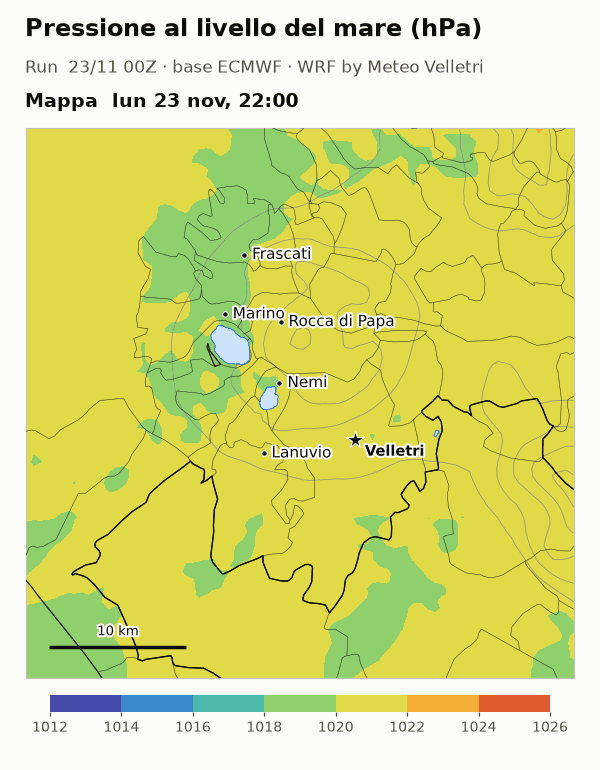 Pressione al livello del mare (hPa)
Run  23/11 00Z · base ECMWF · WRF by Meteo Velletri
Mappa  lun 23 nov, 22:00
Frascati
Marino
Rocca di Papa
Nemi
Velletri
Lanuvio
10 km
1012 1014 1016 1018 1020 1022 1024 1026